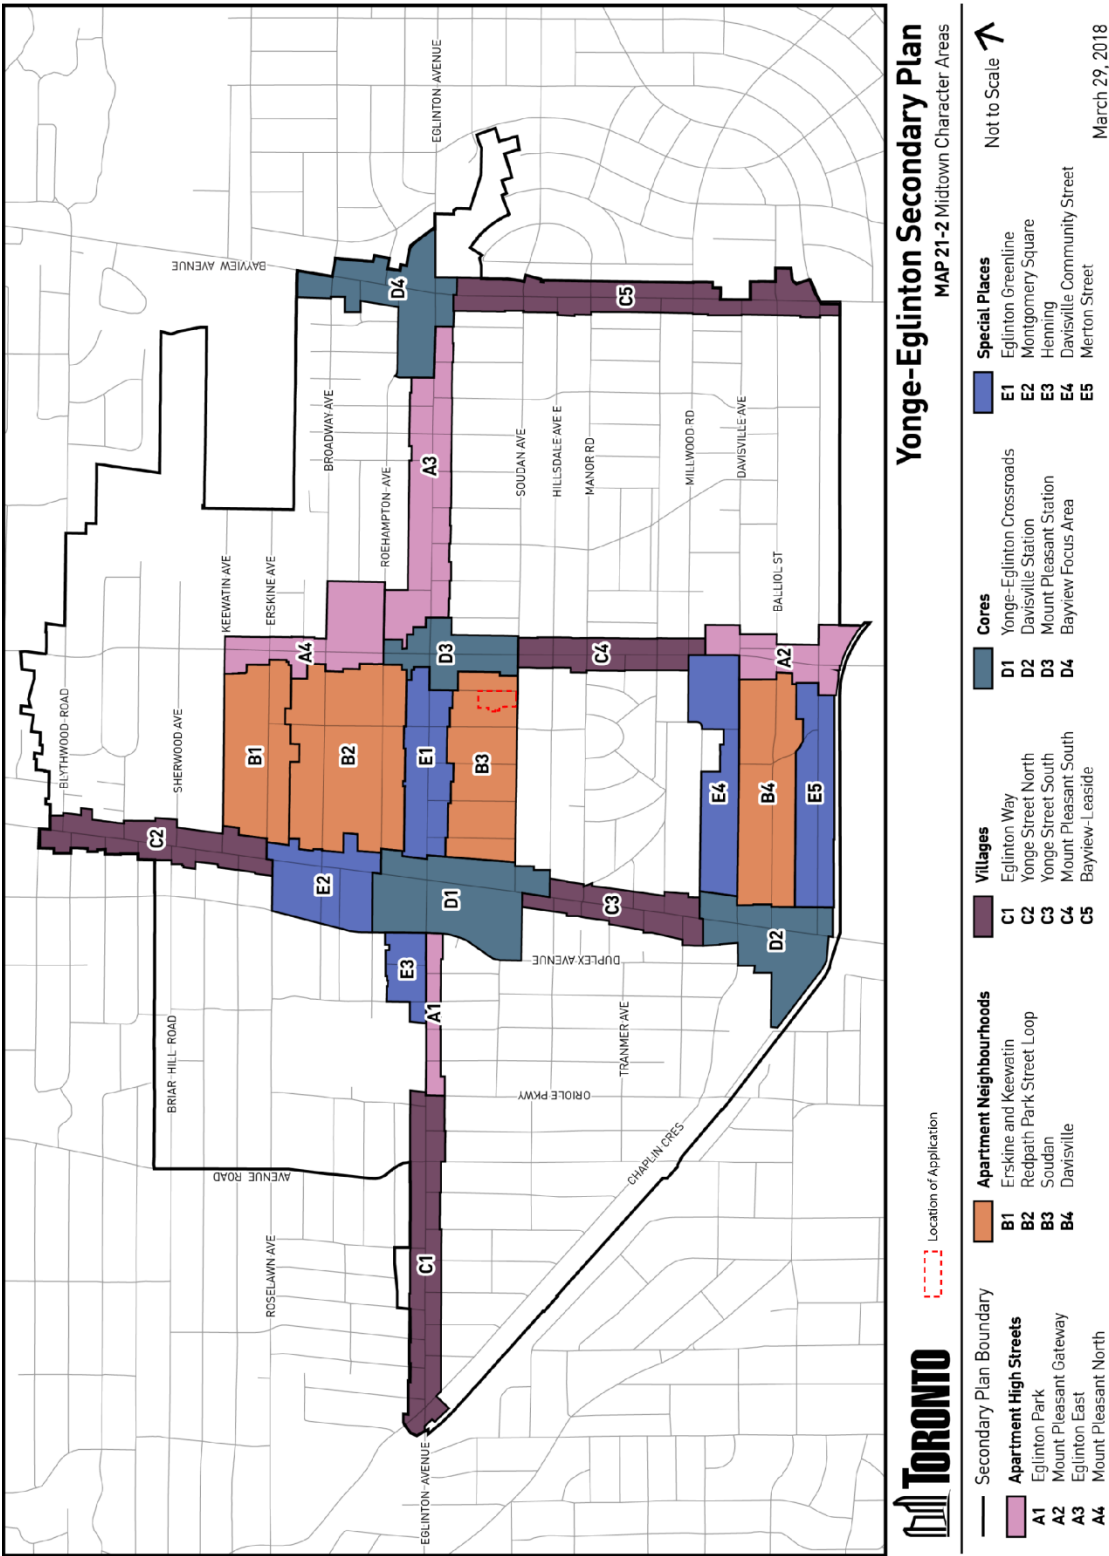 BLYTHWOOD ROAD
SHERWOOD AVE
KEEWATIN AVE
ERSKINE AVE
BROADWAY AVE
ROEHAMPTON AVE
BAYVIEW AVENUE
EGLINTON AVENUE
SOUDAN AVE
HILLSDALE AVE E
MANOR RD
MILLWOOD RD
DAVISVILLE AVE
BALLIOL ST
BRIAR HILL ROAD
AVENUE ROAD
ROSELAWN AVE
DUPLEX AVENUE
TRANMER AVE
ORIOLE PKWY
CHAPLIN CRES
EGLINTON AVENUE
C2
B1
A4
B2
E2
E1
D3
A3
D4
B3
D1
E3
A1
C1
C3
C4
C5
E4
A2
B4
E5
D2
TORONTO
Location of Application
Yonge-Eglinton Secondary Plan
MAP 21-2 Midtown Character Areas
Secondary Plan Boundary
Apartment High Streets
A1 Eglinton Park
A2 Mount Pleasant Gateway
A3 Eglinton East
A4 Mount Pleasant North
Apartment Neighbourhoods
B1 Erskine and Keewatin
B2 Redpath Park Street Loop
B3 Soudan
B4 Davisville
Villages
C1 Eglinton Way
C2 Yonge Street North
C3 Yonge Street South
C4 Mount Pleasant South
C5 Bayview-Leaside
Cores
D1 Yonge-Eglinton Crossroads
D2 Davisville Station
D3 Mount Pleasant Station
D4 Bayview Focus Area
Special Places
E1 Eglinton Greenline
E2 Montgomery Square
E3 Henning
E4 Davisville Community Street
E5 Merton Street
Not to Scale
March 29, 2018